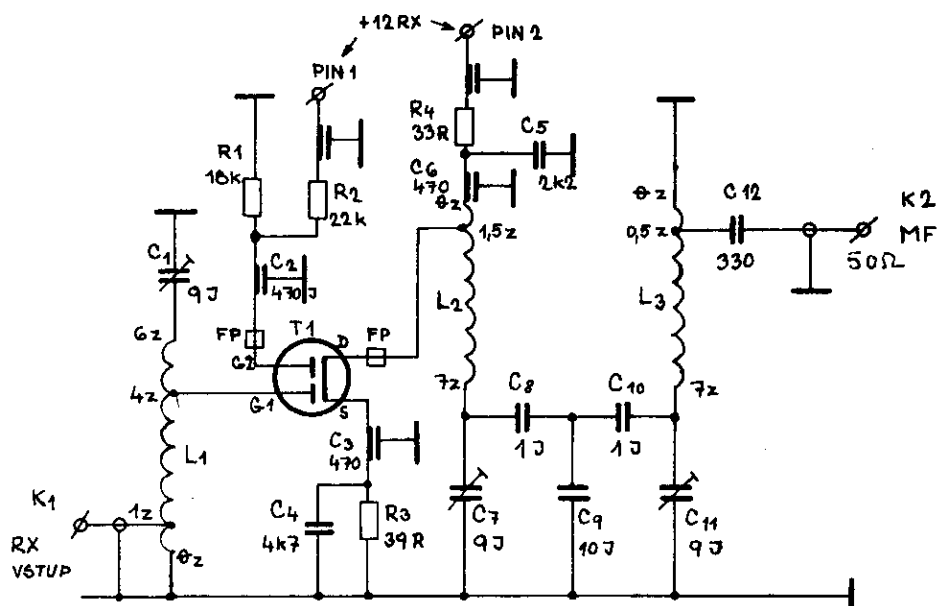 +12RX
PIN 2
PIN 1
R4
33R
C5
2k2
R1
18k
R2
22k
C6
470
0z
1,5z
0z
0,5z
C12
330
K2
MF
50Ω
C1
9J
C2
470J
L2
L3
6z
FP
T1
D
FP
G2
4z
G1
S
7z
7z
C8
1J
C10
1J
L1
C3
470
K1
1z
RX
VSTUP
0z
C4
4k7
R3
39R
C7
9J
C9
10J
C11
9J